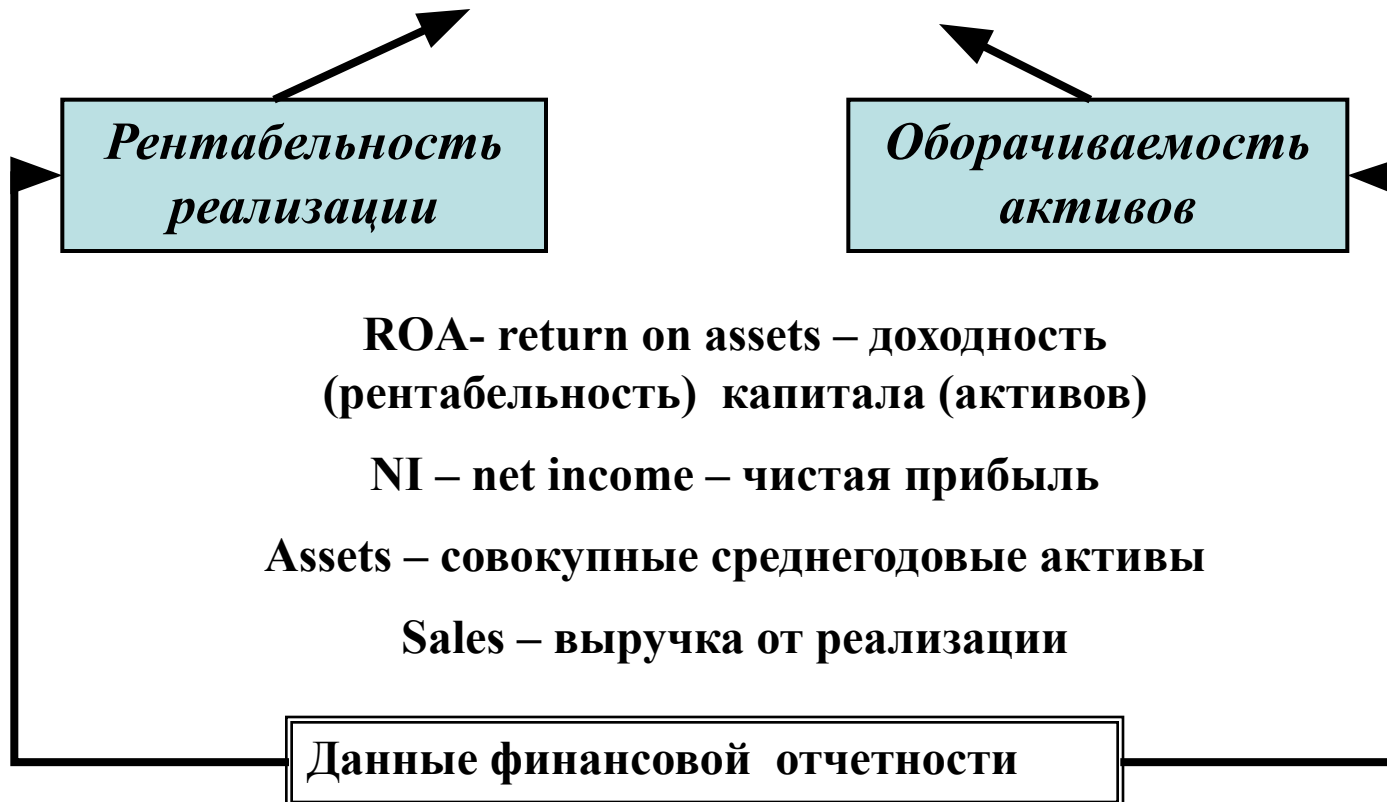 Рентабельность
реализации
Оборачиваемость
активов
ROA- return on assets – доходность
(рентабельность) капитала (активов)
NI – net income – чистая прибыль
Assets – совокупные среднегодовые активы
Sales – выручка от реализации
Данные финансовой отчетности